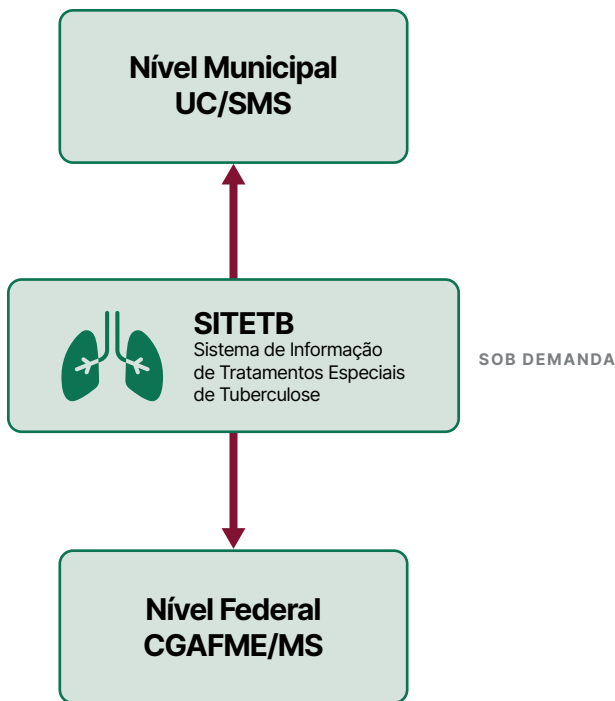 Nível Municipal
UC/SMS
SITETB
Sistema de Informação
de Tratamentos Especiais
de Tuberculose
SOB DEMANDA
Nível Federal
CGAFME/MS